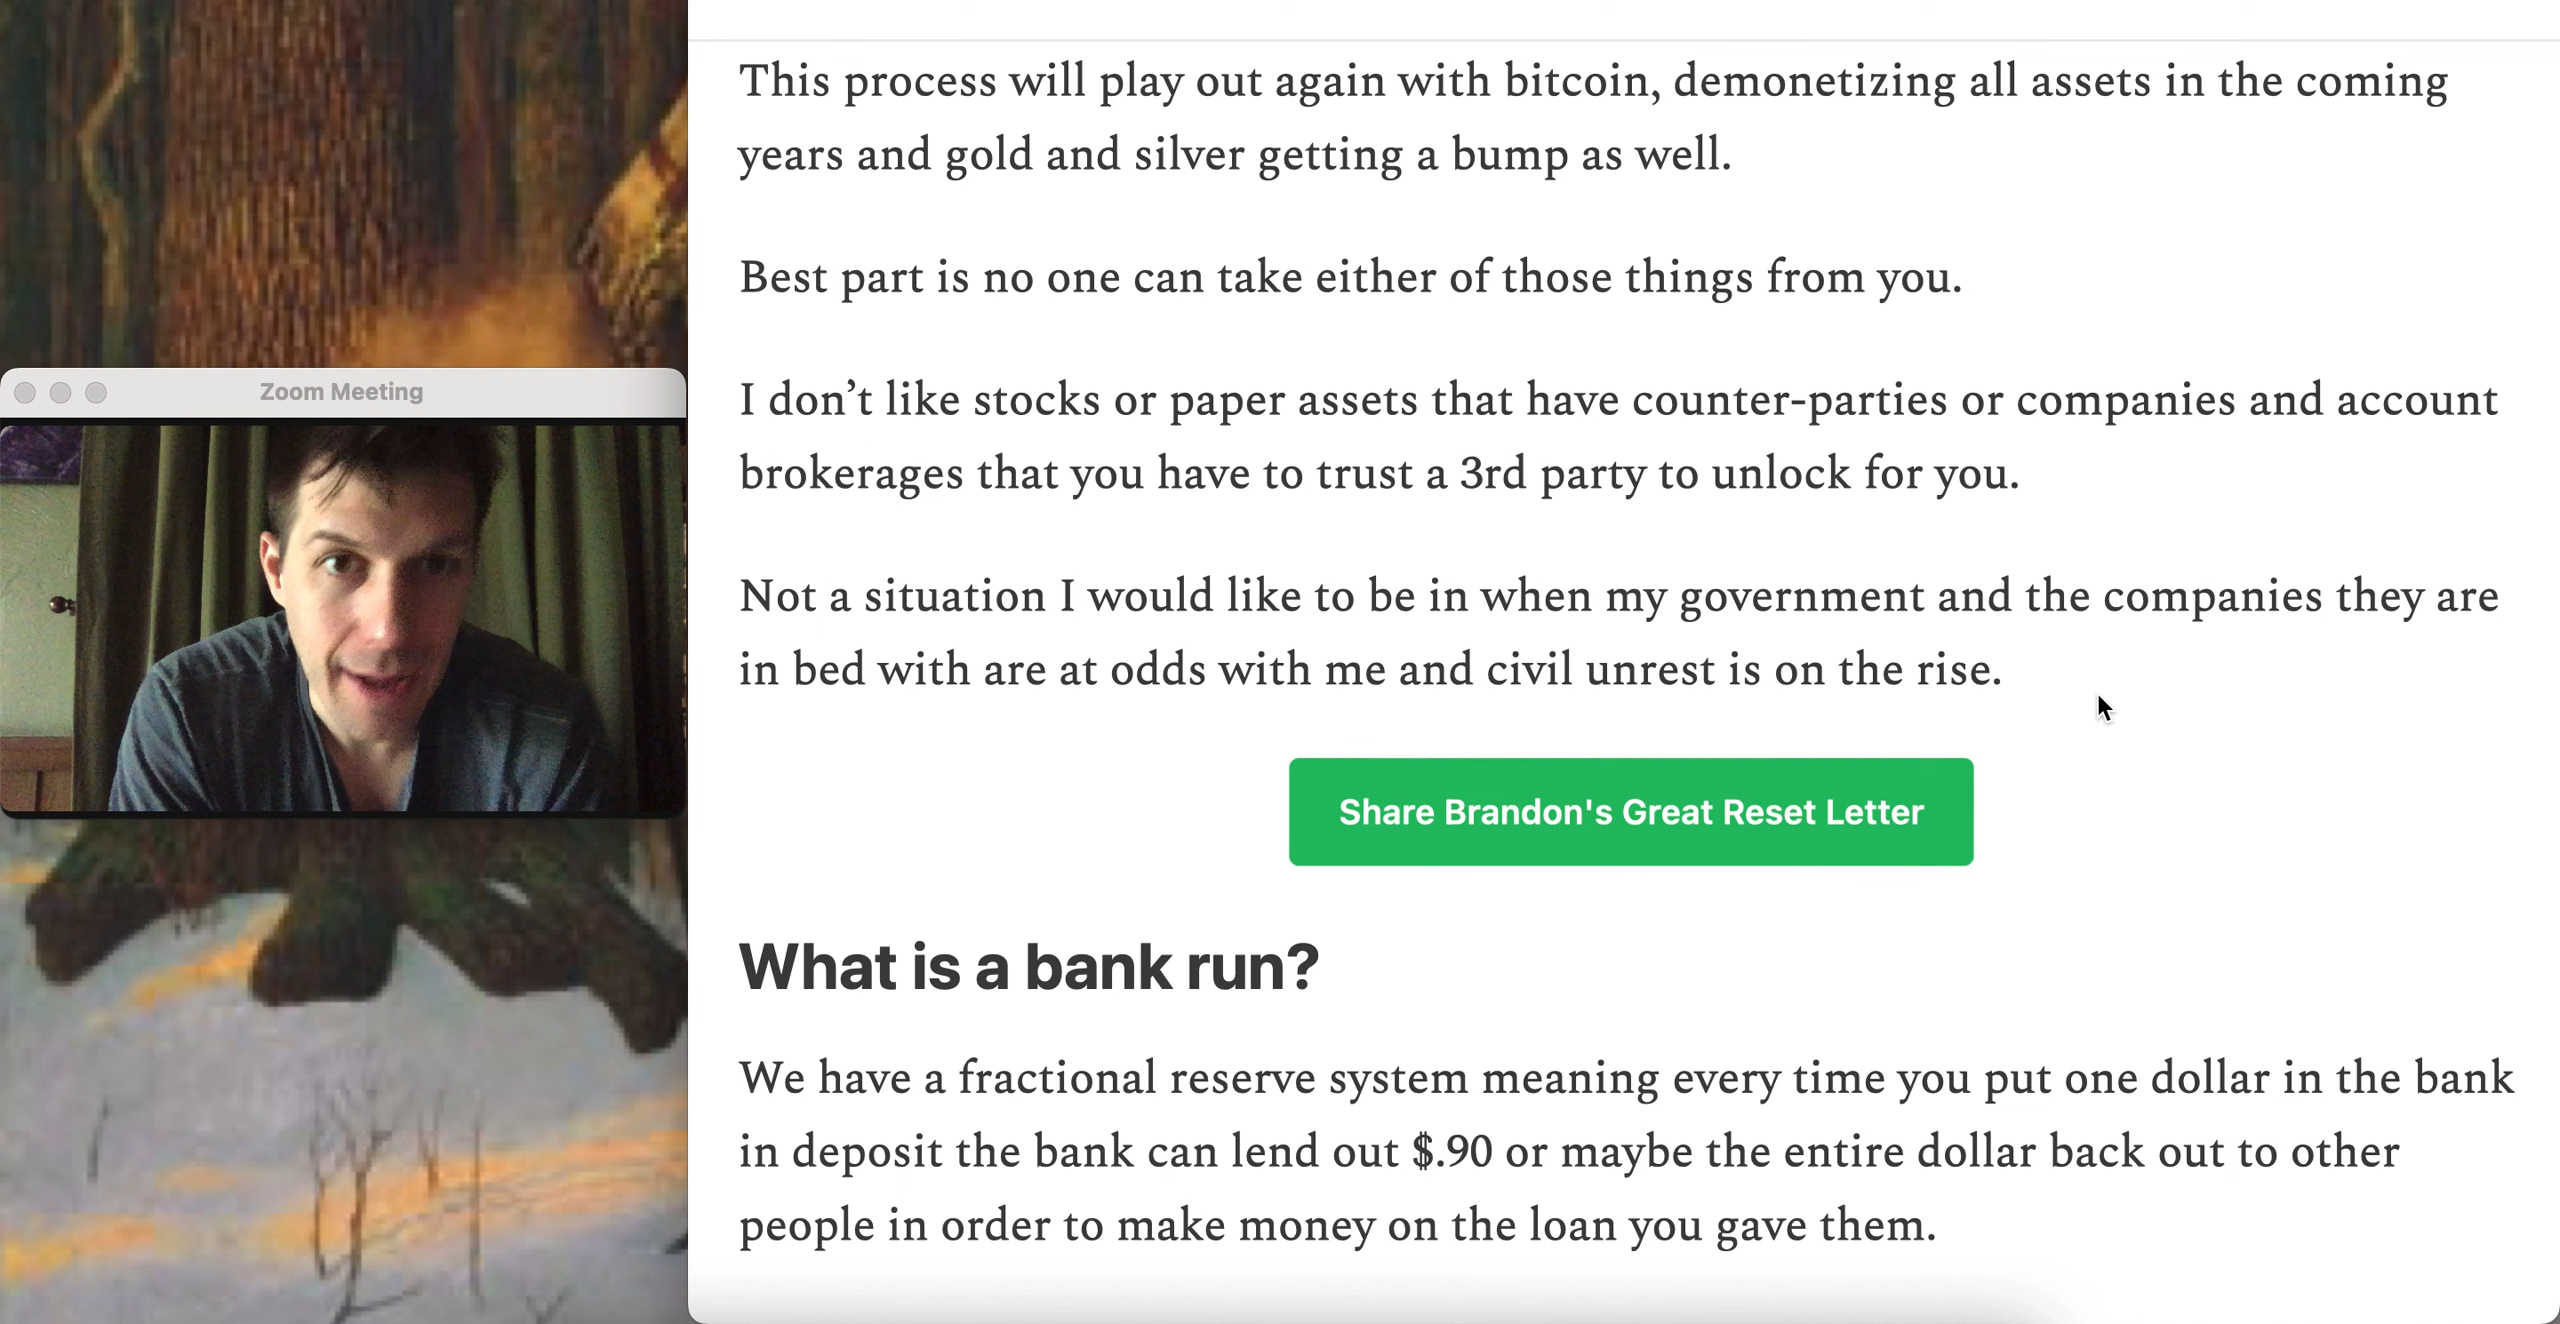 This process will play out again with bitcoin, demonetizing all assets in the coming
years and gold and silver getting a bump as well.
Best part is no one can take either of those things from you.
Zoom Meeting
I don’t like stocks or paper assets that have counter-parties or companies and account
brokerages that you have to trust a 3rd party to unlock for you.
Not a situation I would like to be in when my government and the companies they are
in bed with are at odds with me and civil unrest is on the rise.
Share Brandon's Great Reset Letter
What is a bank run?
We have a fractional reserve system meaning every time you put one dollar in the bank
in deposit the bank can lend out $.90 or maybe the entire dollar back out to other
people in order to make money on the loan you gave them.